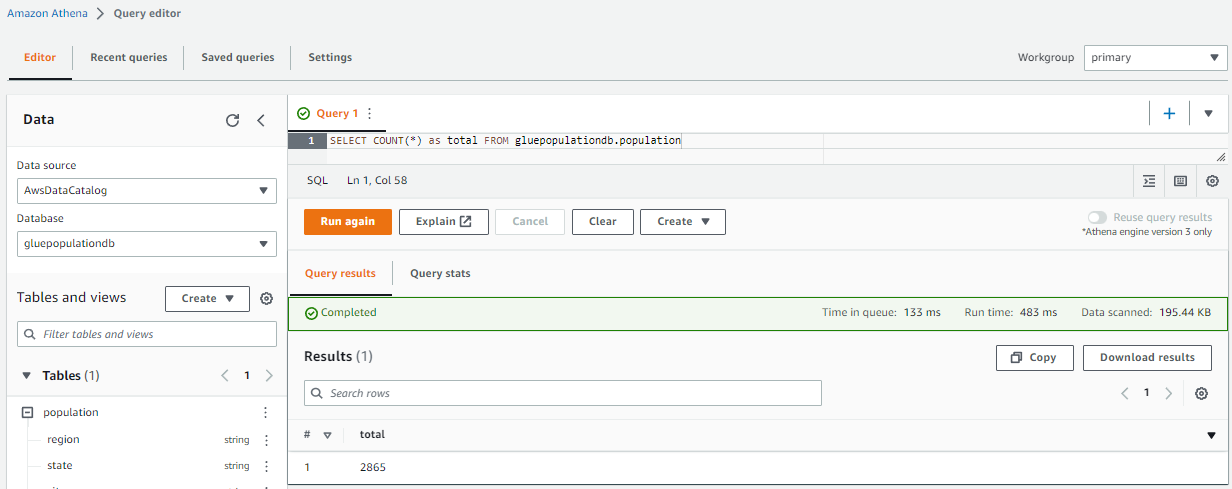 Amazon Athena > Query editor
Editor Recent queries Saved queries Settings
Workgroup primary
Data
Data source
AwsDataCatalog
Database
gluepopulationdb
Tables and views Create
Filter tables and views
Tables (1) 1
population
region string
state string
Query 1
1 SELECT COUNT(*) as total FROM gluepopulationdb.population
SQL Ln 1, Col 58
Run again Explain Cancel Clear Create
Reuse query results
*Athena engine version 3 only
Query results Query stats
Completed Time in queue: 133 ms Run time: 483 ms Data scanned: 195.44 KB
Results (1) Copy Download results
Search rows 1
# total
1 2865